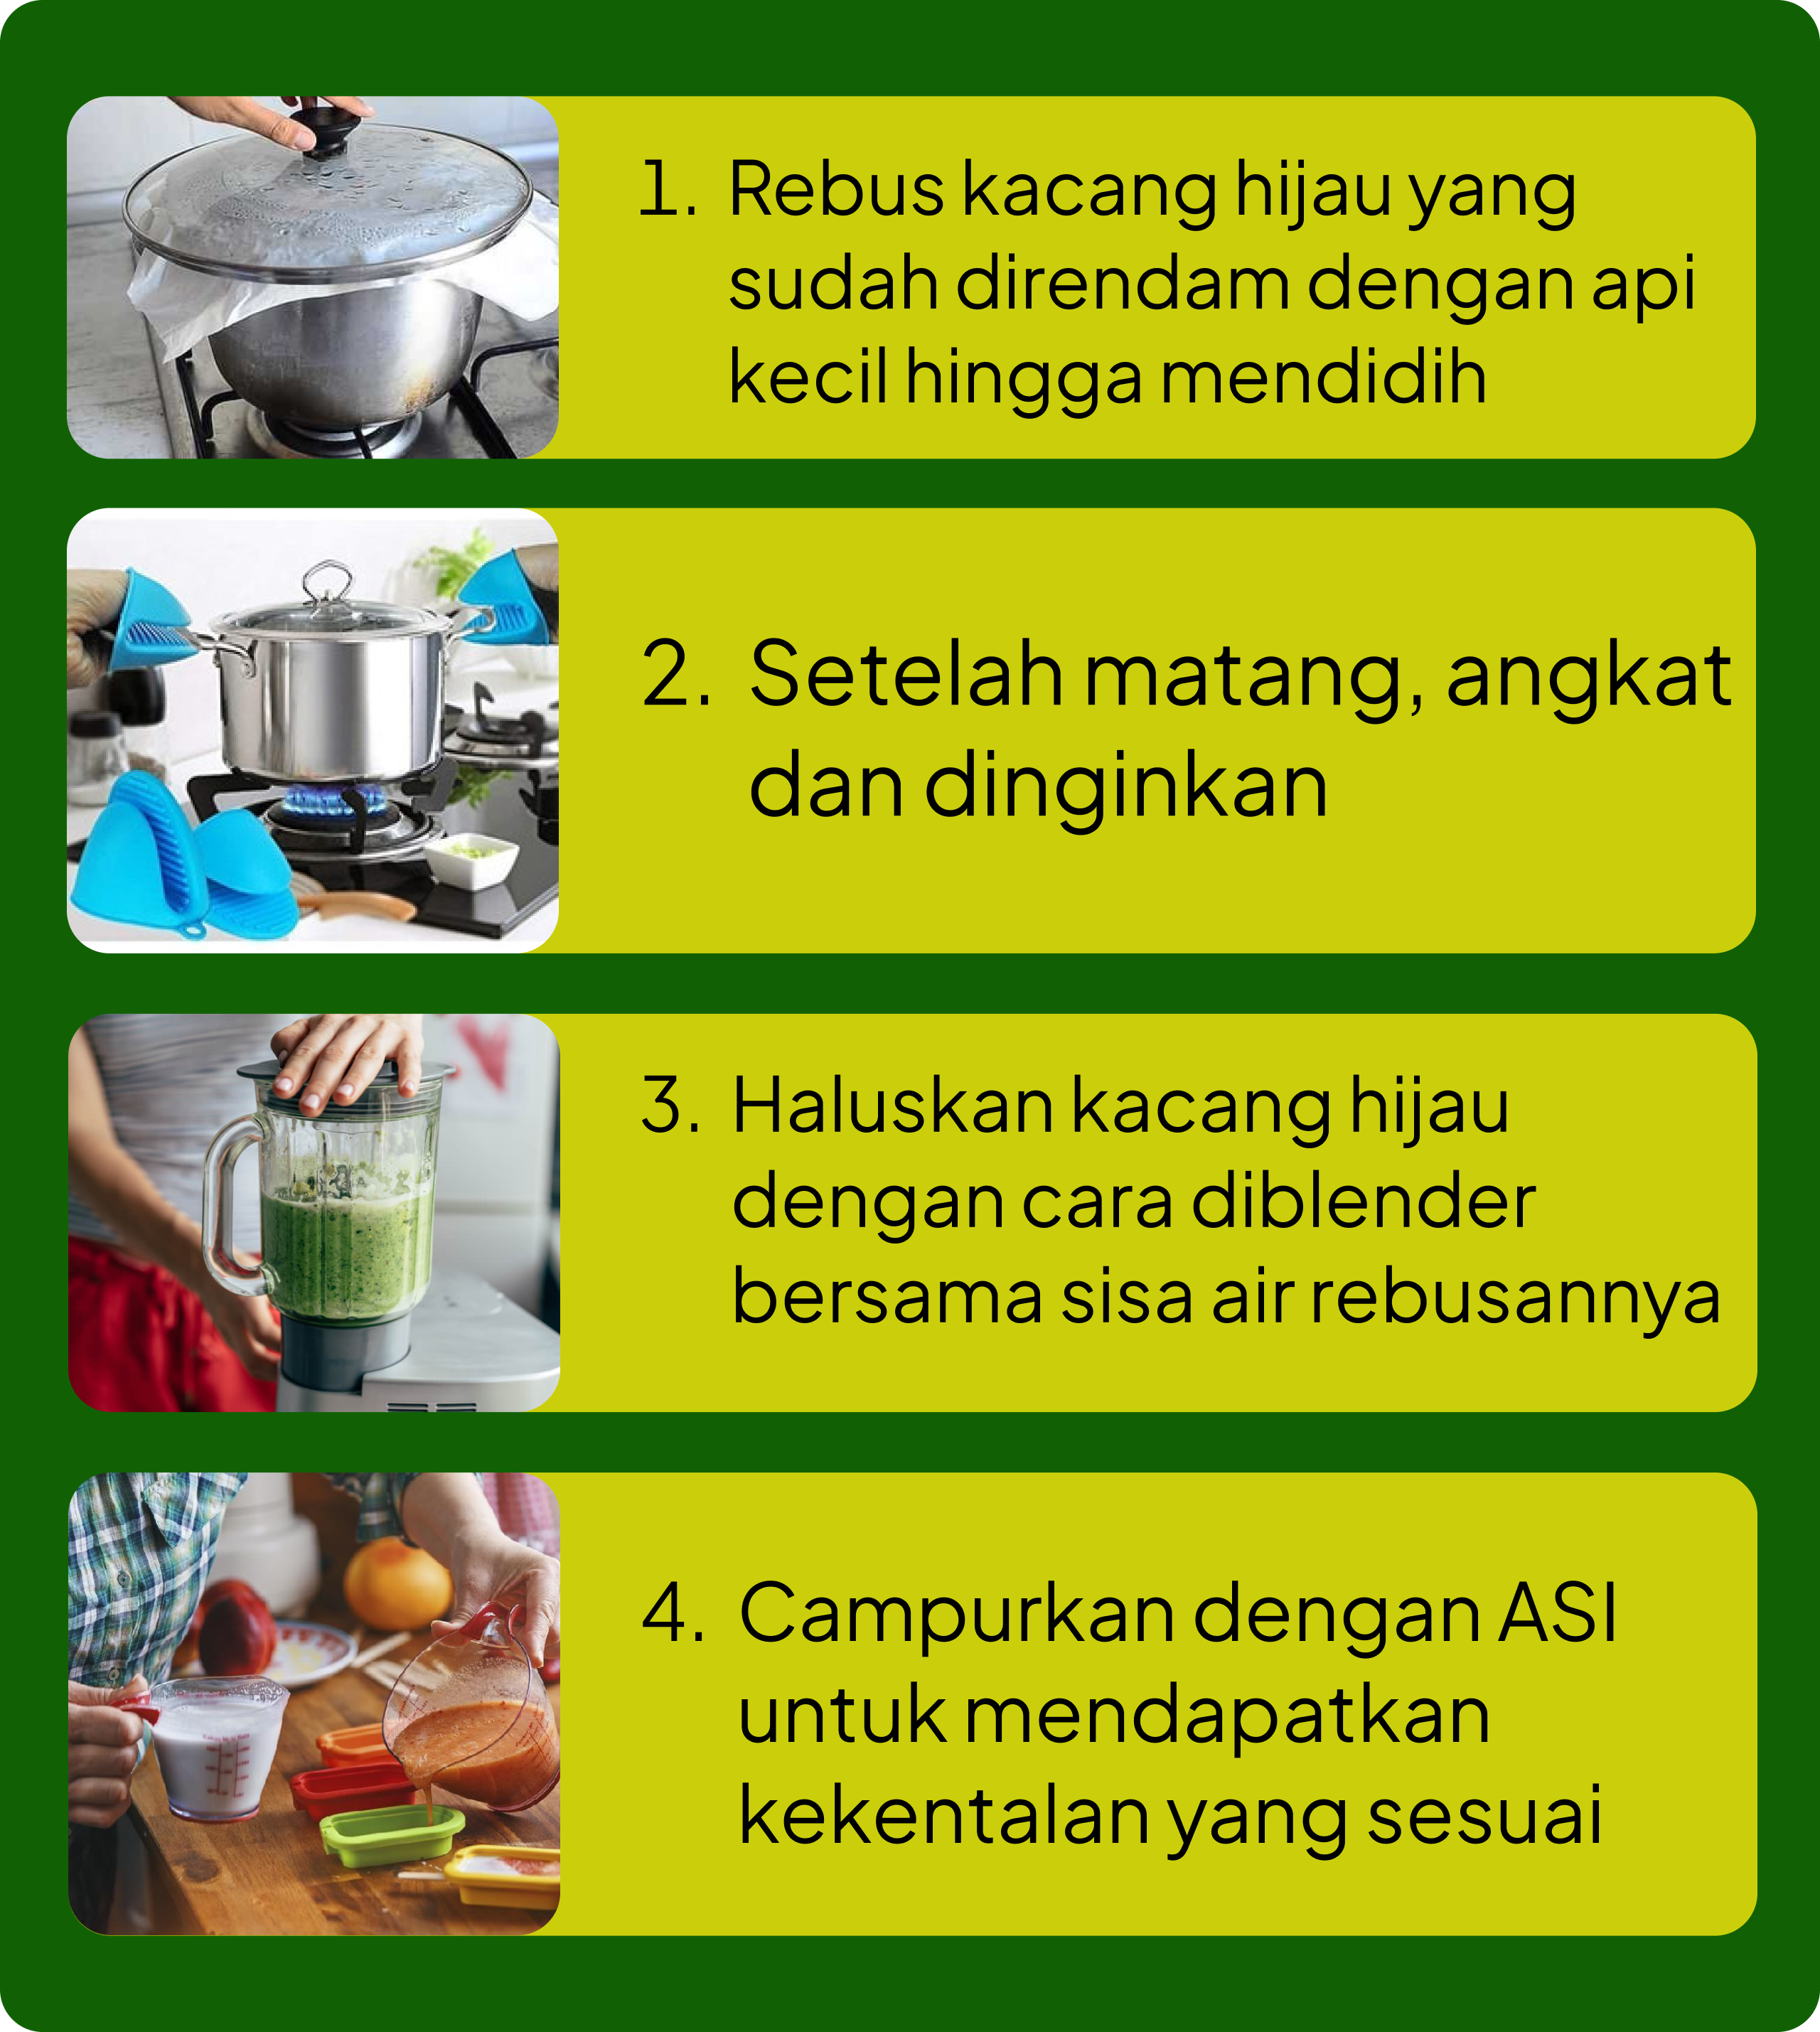 1. Rebus kacang hijau yang
sudah direndam dengan api
kecil hingga mendidih
2. Setelah matang, angkat
dan dinginkan
3. Haluskan kacang hijau
dengan cara diblender
bersama sisa air rebusannya
4. Campurkan dengan ASI
untuk mendapatkan
kekentalan yang sesuai